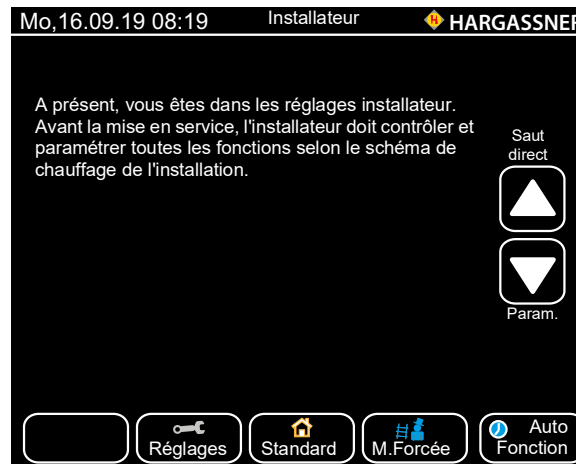 Mo,16.09.19 08:19 Installateur HARGASSNER
A présent, vous êtes dans les réglages installateur.
Avant la mise en service, l'installateur doit contrôler et
paramétrer toutes les fonctions selon le schéma de
chauffage de l'installation.
Saut
direct
Param.
Réglages
Standard
M.Forcée
Auto
Fonction